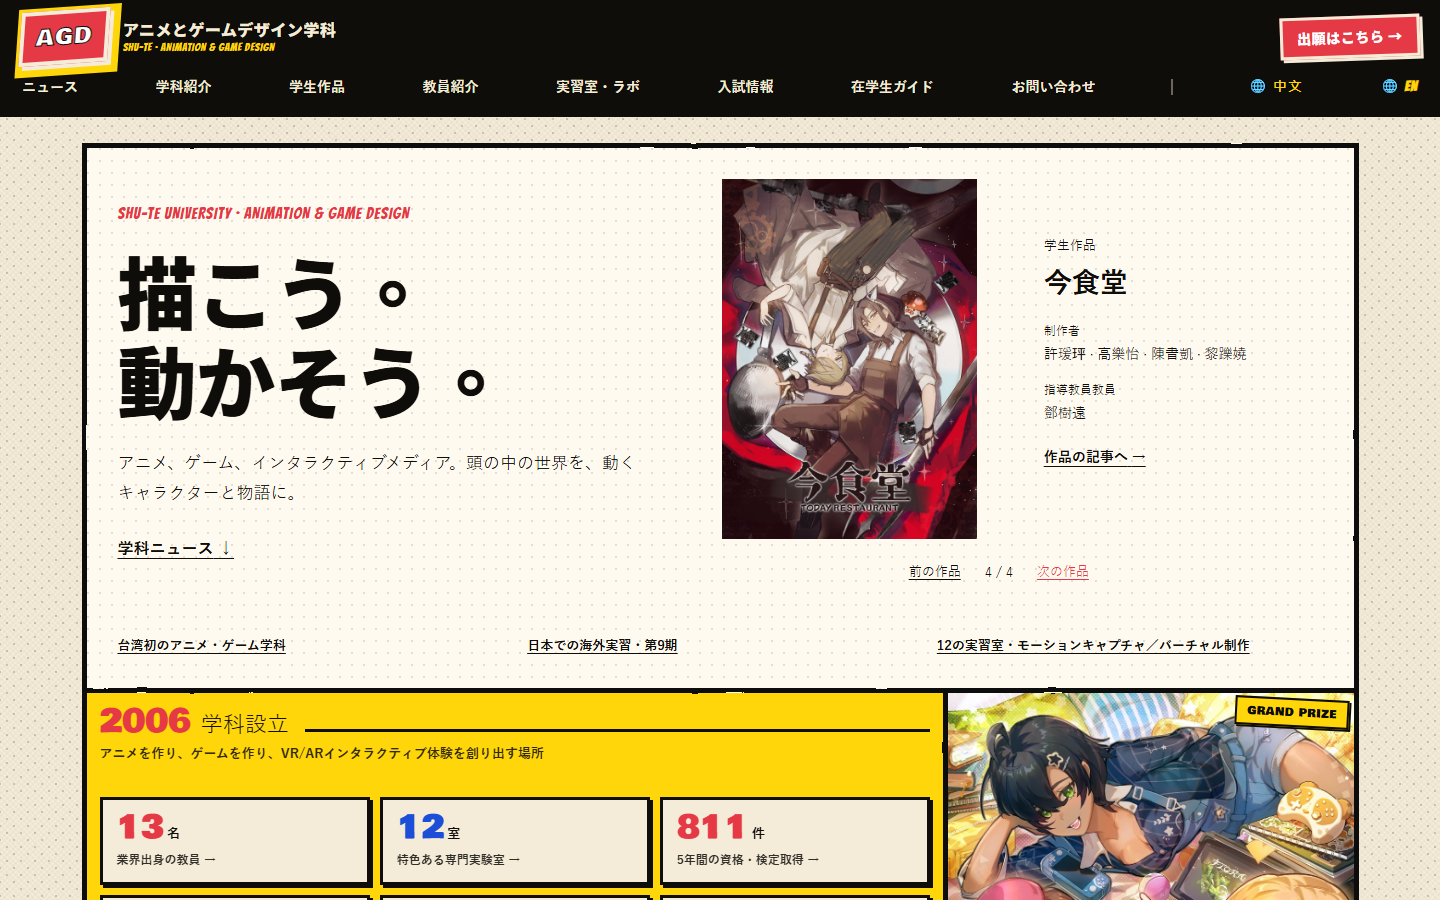 AGD
アニメとゲームデザイン学科
SHU-TE · ANIMATION & GAME DESIGN
出願はこちら →
ニュース
学科紹介
学生作品
教員紹介
実習室・ラボ
入試情報
在学生ガイド
お問い合わせ
中文
EN
SHU-TE UNIVERSITY · ANIMATION & GAME DESIGN
描こう。
動かそう。
アニメ、ゲーム、インタラクティブメディア。頭の中の世界を、動く
キャラクターと物語に。
学科ニュース ↓
今食堂
TODAY RESTAURANT
学生作品
今食堂
制作者
許瑗玶 · 高樂怡 · 陳書凱 · 黎躒嬈
指導教員教員
鄧樹遠
作品の記事へ →
前の作品
4 / 4
次の作品
台湾初のアニメ・ゲーム学科
日本での海外実習・第9期
12の実習室・モーションキャプチャ／バーチャル制作
2006 学科設立
アニメを作り、ゲームを作り、VR/ARインタラクティブ体験を創り出す場所
13名
業界出身の教員 →
12室
特色ある専門実験室 →
811 件
5年間の資格・検定取得 →
GRAND PRIZE